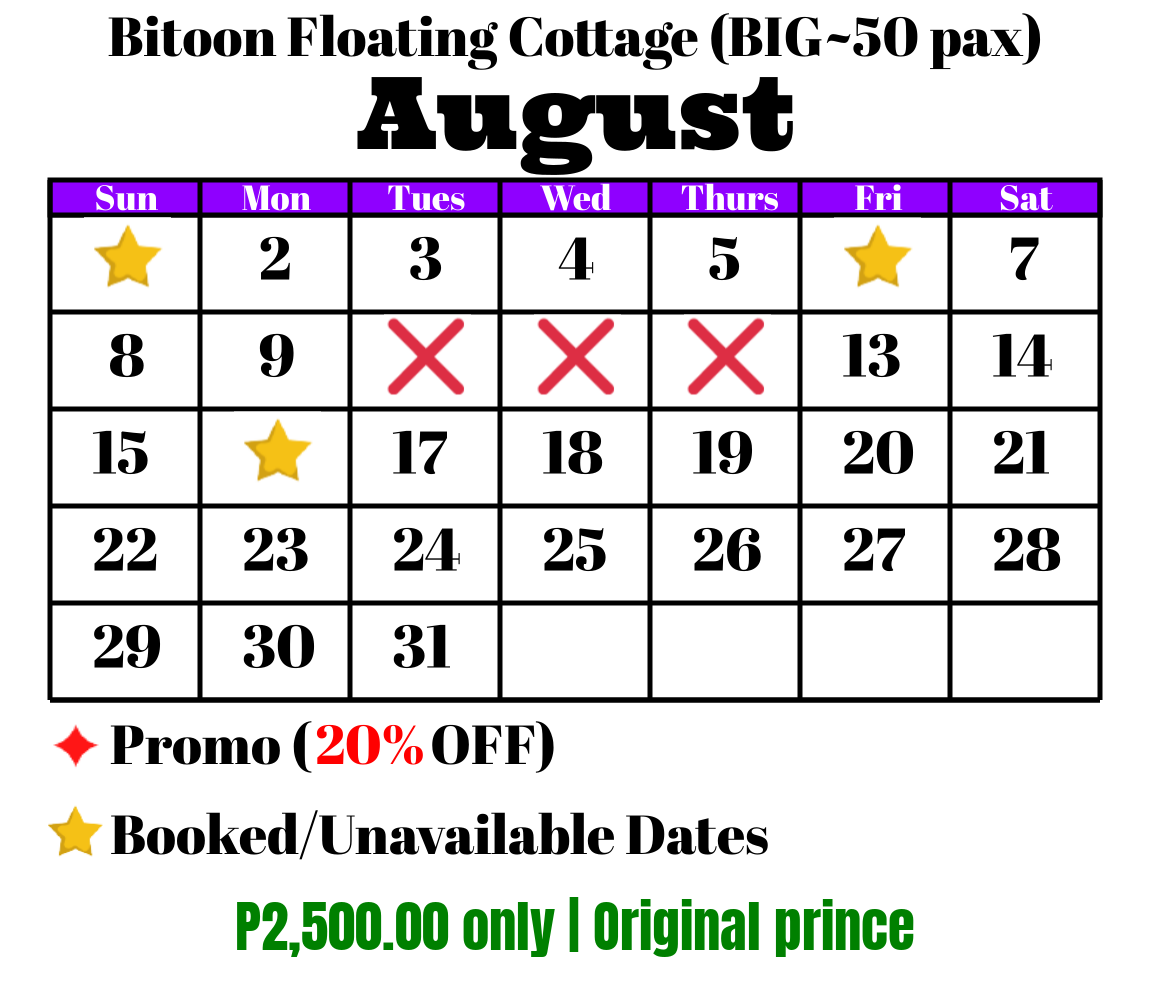 Bitoon Floating Cottage (BIG~50 pax)
August
Sun Mon Tues Wed Thurs Fri Sat
2 3 4 5 7
8 9 13 14
15 17 18 19 20 21
22 23 24 25 26 27 28
29 30 31
Promo (20% OFF)
Booked/Unavailable Dates
P2,500.00 only | Original prince